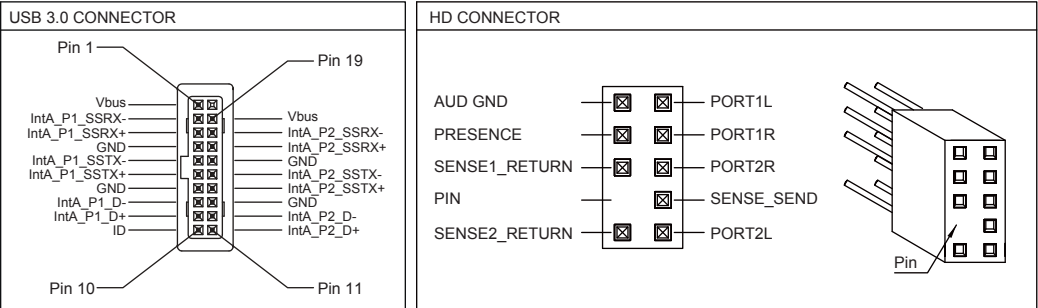 USB 3.0 CONNECTOR
Pin 1
Pin 19
Vbus
IntA_P1_SSRX-
IntA_P1_SSRX+
GND
IntA_P1_SSTX-
IntA_P1_SSTX+
GND
IntA_P1_D-
IntA_P1_D+
ID
Vbus
IntA_P2_SSRX-
IntA_P2_SSRX+
GND
IntA_P2_SSTX-
IntA_P2_SSTX+
GND
IntA_P2_D-
IntA_P2_D+
Pin 10
Pin 11
HD CONNECTOR
AUD GND
PRESENCE
SENSE1_RETURN
PIN
SENSE2_RETURN
PORT1L
PORT1R
PORT2R
SENSE_SEND
PORT2L
Pin